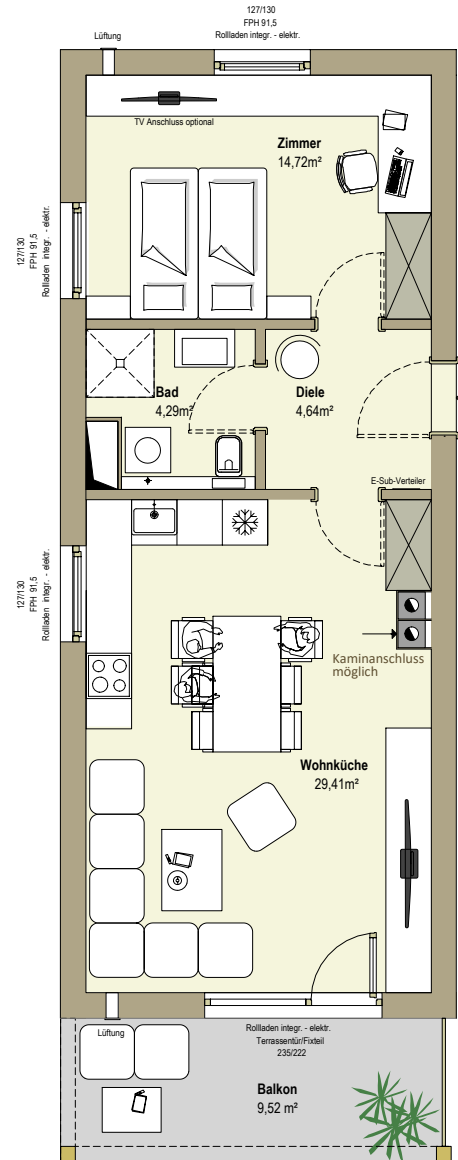 127/130
FPH 91,5
Rollladen integr. - elektr.
Lüftung
TV Anschluss optional
Zimmer
14,72m²
127/130
FPH 91,5
Rollladen integr. - elektr.
Bad
4,29m²
Diele
4,64m²
E-Sub-Verteiler
127/130
FPH 91,5
Rollladen integr. - elektr.
Kaminanschluss
möglich
Wohnküche
29,41m²
Lüftung
Rollladen integr. - elektr.
Terrassentür/Fixteil
235/222
Balkon
9,52 m²